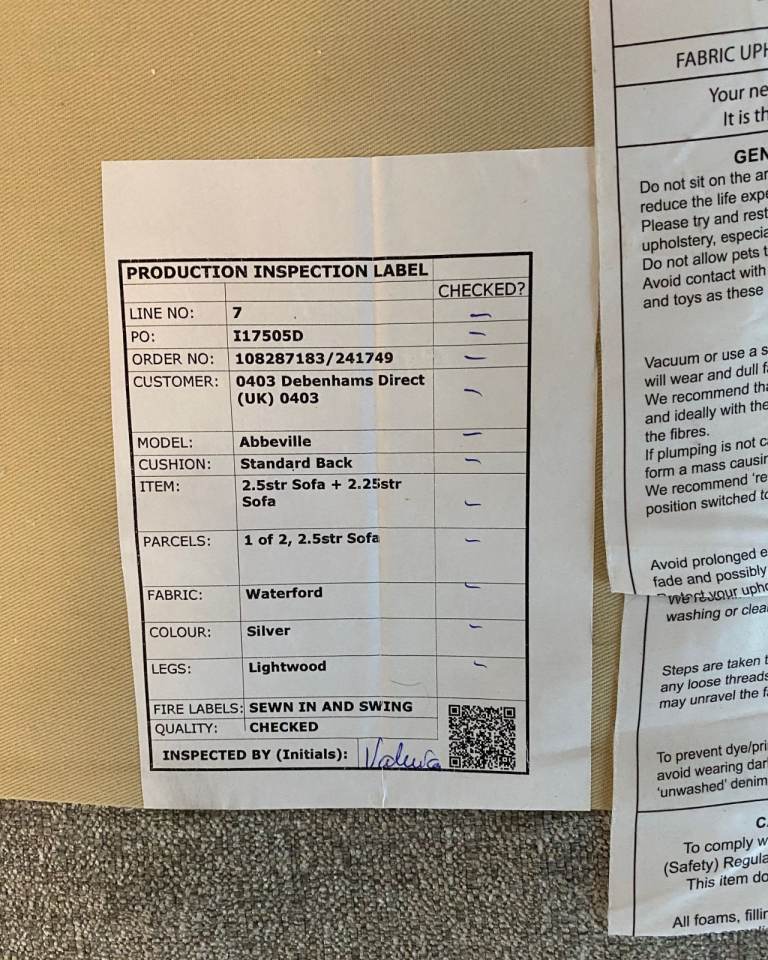 PRODUCTION INSPECTION LABEL
CHECKED?
LINE NO: 7
PO: I17505D
ORDER NO: 108287183/241749
CUSTOMER: 0403 Debenhams Direct
(UK) 0403
MODEL: Abbeville
CUSHION: Standard Back
ITEM: 2.5str Sofa + 2.25str
Sofa
PARCELS: 1 of 2, 2.5str Sofa
FABRIC: Waterford
COLOUR: Silver
LEGS: Lightwood
FIRE LABELS: SEWN IN AND SWING
QUALITY: CHECKED
INSPECTED BY (Initials):
FABRIC UPH
Your ne
It is th
GEN
Do not sit on the ar
reduce the life expe
Please try and rest
upholstery, especia
Do not allow pets t
Avoid contact with
and toys as these
Vacuum or use a s
will wear and dull f
We recommend tha
and ideally with the
the fibres.
If plumping is not c
form a mass causin
We recommend 're
position switched to
Avoid prolonged e
fade and possibly
your upho
washing or clea
Steps are taken t
any loose threads
may unravel the f
To prevent dye/pri
avoid wearing dar
'unwashed' denim
C
To comply w
(Safety) Regula
This item do
All foams, fillin